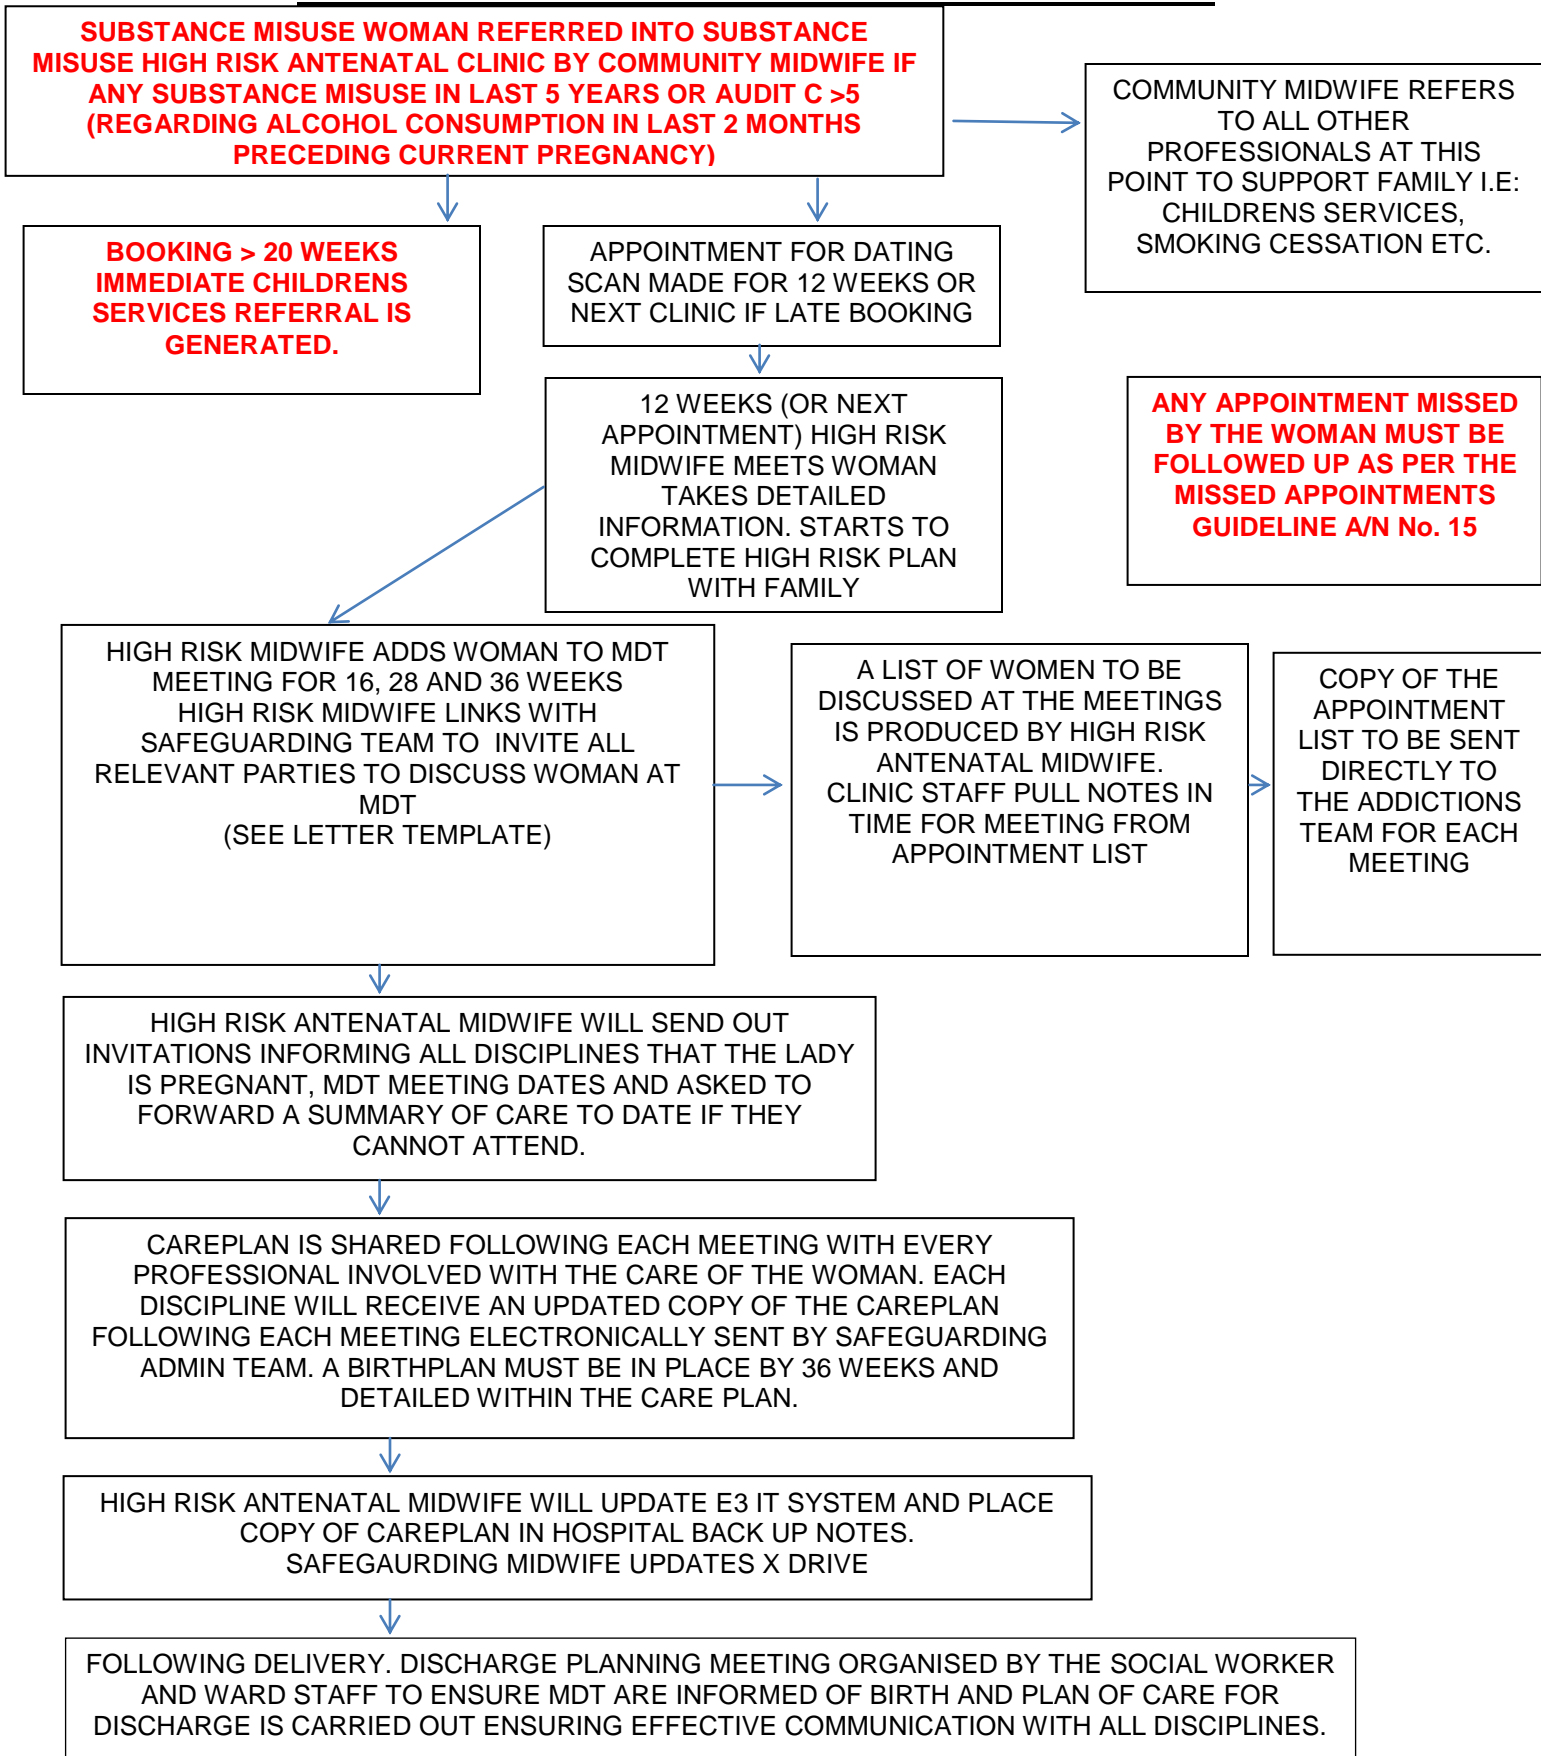 SUBSTANCE MISUSE WOMAN REFERRED INTO SUBSTANCE
MISUSE HIGH RISK ANTENATAL CLINIC BY COMMUNITY MIDWIFE IF
ANY SUBSTANCE MISUSE IN LAST 5 YEARS OR AUDIT C >5
(REGARDING ALCOHOL CONSUMPTION IN LAST 2 MONTHS
PRECEDING CURRENT PREGNANCY)
COMMUNITY MIDWIFE REFERS
TO ALL OTHER
PROFESSIONALS AT THIS
POINT TO SUPPORT FAMILY I.E:
CHILDRENS SERVICES,
SMOKING CESSATION ETC.
BOOKING > 20 WEEKS
IMMEDIATE CHILDRENS
SERVICES REFERRAL IS
GENERATED.
APPOINTMENT FOR DATING
SCAN MADE FOR 12 WEEKS OR
NEXT CLINIC IF LATE BOOKING
12 WEEKS (OR NEXT
APPOINTMENT) HIGH RISK
MIDWIFE MEETS WOMAN
TAKES DETAILED
INFORMATION. STARTS TO
COMPLETE HIGH RISK PLAN
WITH FAMILY
ANY APPOINTMENT MISSED
BY THE WOMAN MUST BE
FOLLOWED UP AS PER THE
MISSED APPOINTMENTS
GUIDELINE A/N No. 15
HIGH RISK MIDWIFE ADDS WOMAN TO MDT
MEETING FOR 16, 28 AND 36 WEEKS
HIGH RISK MIDWIFE LINKS WITH
SAFEGUARDING TEAM TO INVITE ALL
RELEVANT PARTIES TO DISCUSS WOMAN AT
MDT
(SEE LETTER TEMPLATE)
A LIST OF WOMEN TO BE
DISCUSSED AT THE MEETINGS
IS PRODUCED BY HIGH RISK
ANTENATAL MIDWIFE.
CLINIC STAFF PULL NOTES IN
TIME FOR MEETING FROM
APPOINTMENT LIST
COPY OF THE
APPOINTMENT
LIST TO BE SENT
DIRECTLY TO
THE ADDICTIONS
TEAM FOR EACH
MEETING
HIGH RISK ANTENATAL MIDWIFE WILL SEND OUT
INVITATIONS INFORMING ALL DISCIPLINES THAT THE LADY
IS PREGNANT, MDT MEETING DATES AND ASKED TO
FORWARD A SUMMARY OF CARE TO DATE IF THEY
CANNOT ATTEND.
CAREPLAN IS SHARED FOLLOWING EACH MEETING WITH EVERY
PROFESSIONAL INVOLVED WITH THE CARE OF THE WOMAN. EACH
DISCIPLINE WILL RECEIVE AN UPDATED COPY OF THE CAREPLAN
FOLLOWING EACH MEETING ELECTRONICALLY SENT BY SAFEGUARDING
ADMIN TEAM. A BIRTHPLAN MUST BE IN PLACE BY 36 WEEKS AND
DETAILED WITHIN THE CARE PLAN.
HIGH RISK ANTENATAL MIDWIFE WILL UPDATE E3 IT SYSTEM AND PLACE
COPY OF CAREPLAN IN HOSPITAL BACK UP NOTES.
SAFEGAURDING MIDWIFE UPDATES X DRIVE
FOLLOWING DELIVERY. DISCHARGE PLANNING MEETING ORGANISED BY THE SOCIAL WORKER
AND WARD STAFF TO ENSURE MDT ARE INFORMED OF BIRTH AND PLAN OF CARE FOR
DISCHARGE IS CARRIED OUT ENSURING EFFECTIVE COMMUNICATION WITH ALL DISCIPLINES.